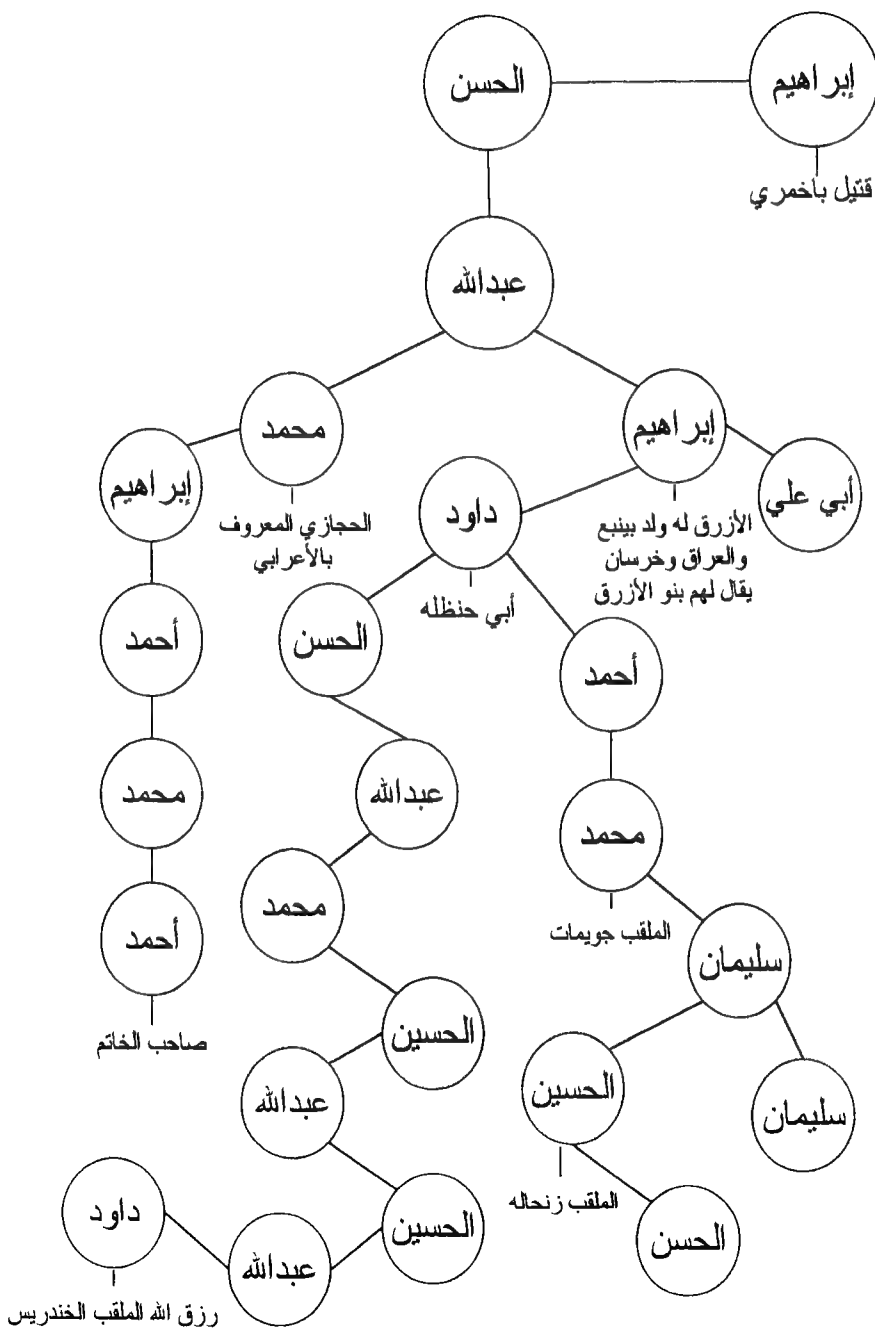 إبراهيم
الحسن
قتيل باخمري
عبدالله
إبراهيم
محمد
أبي علي
إبراهيم
داود
الأزرق له ولد بينبع
والعراق وخرسان
يقال لهم بنو الأزرق
الحجازي المعروف
بالأعرابي
أبي حنظله
أحمد
الحسن
أحمد
عبدالله
محمد
محمد
محمد
الملقب جويمات
أحمد
سليمان
صاحب الخاتم
الحسين
الحسين
عبدالله
سليمان
الملقب زنحاله
الحسن
الحسين
عبدالله
داود
رزق الله الملقب الخندريس